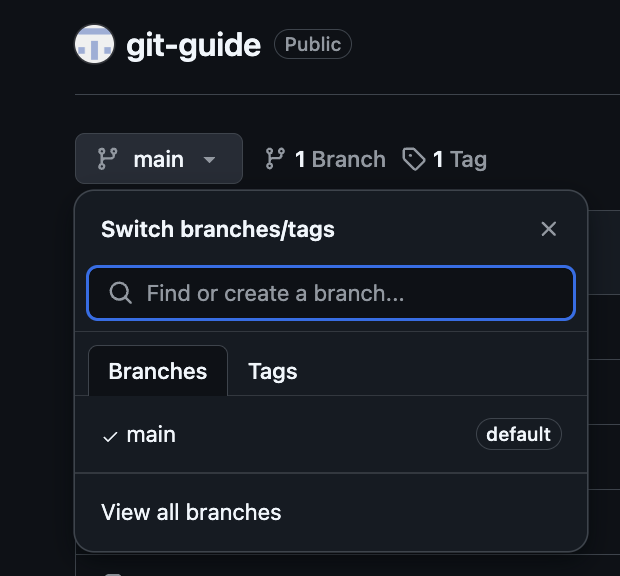 git-guide Public
main 1 Branch 1 Tag
Switch branches/tags
Find or create a branch...
Branches Tags
main default
View all branches